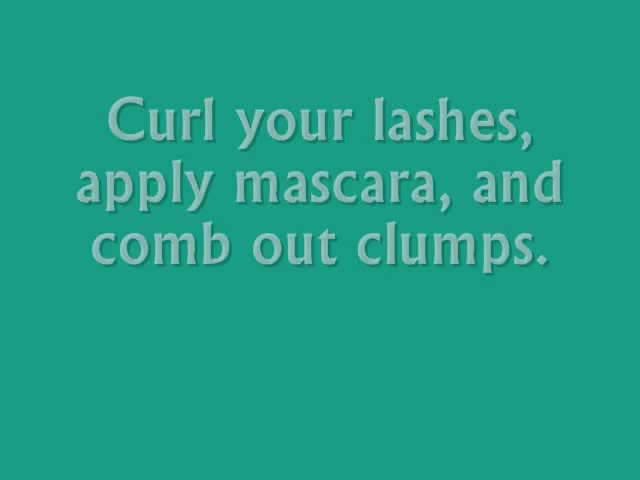 Curl your lashes,
apply mascara, and
comb out clumps.